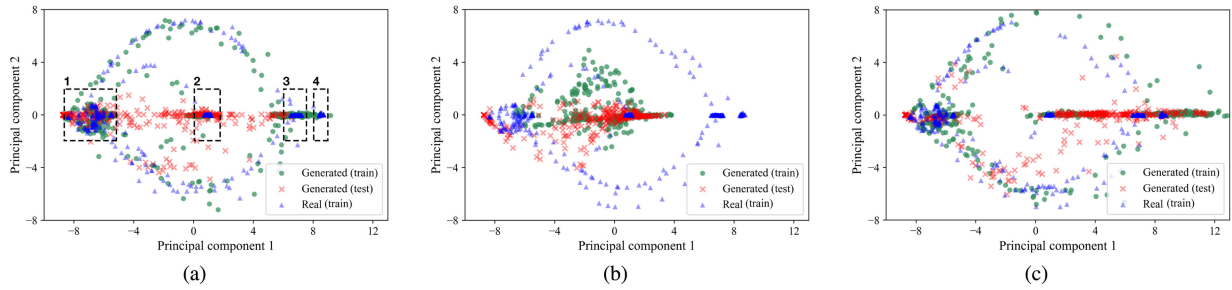 8
4
0
−4
−8
Principal component 2
1
2
3
4
Generated (train)
Generated (test)
Real (train)
−8 −4 0 4 8 12
Principal component 1
(a)
8
4
0
−4
−8
Principal component 2
Generated (train)
Generated (test)
Real (train)
−8 −4 0 4 8 12
Principal component 1
(b)
8
4
0
−4
−8
Principal component 2
Generated (train)
Generated (test)
Real (train)
−8 −4 0 4 8 12
Principal component 1
(c)